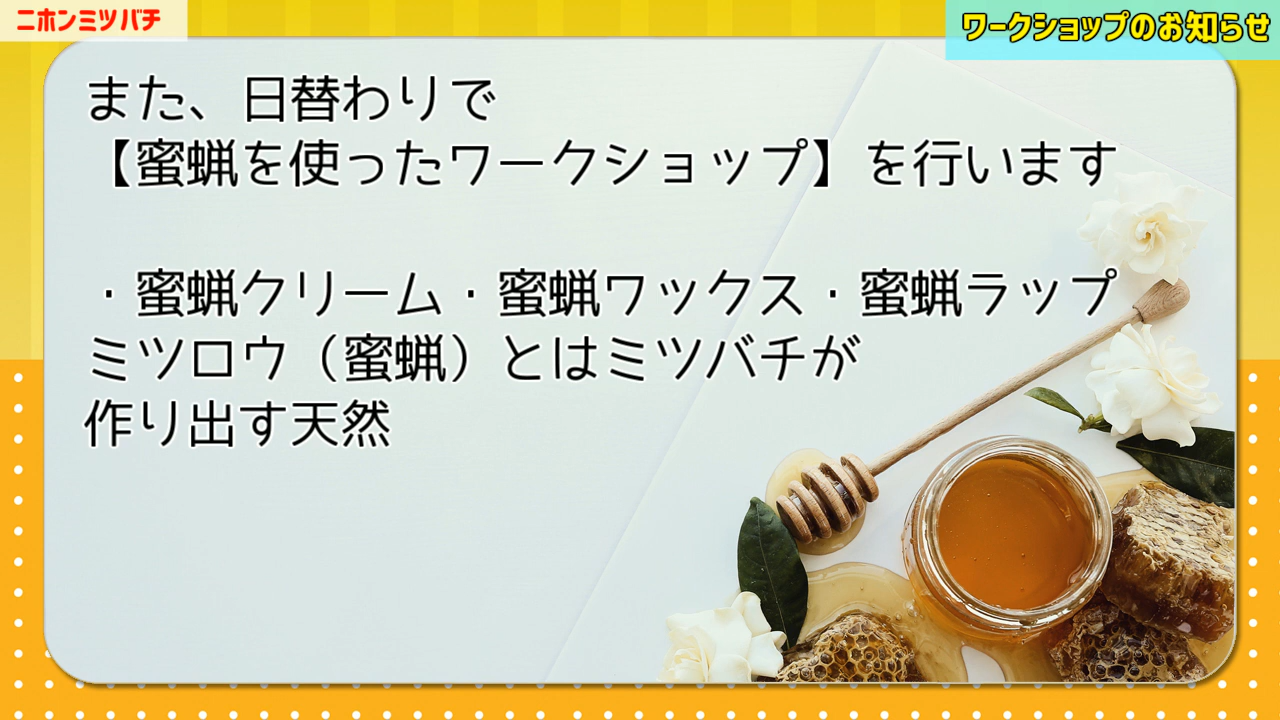 ニホンミツバチ
ワークショップのお知らせ
また、日替わりで
【蜜蝋を使ったワークショップ】を行います
・蜜蝋クリーム・蜜蝋ワックス・蜜蝋ラップ
ミツロウ（蜜蝋）とはミツバチが
作り出す天然